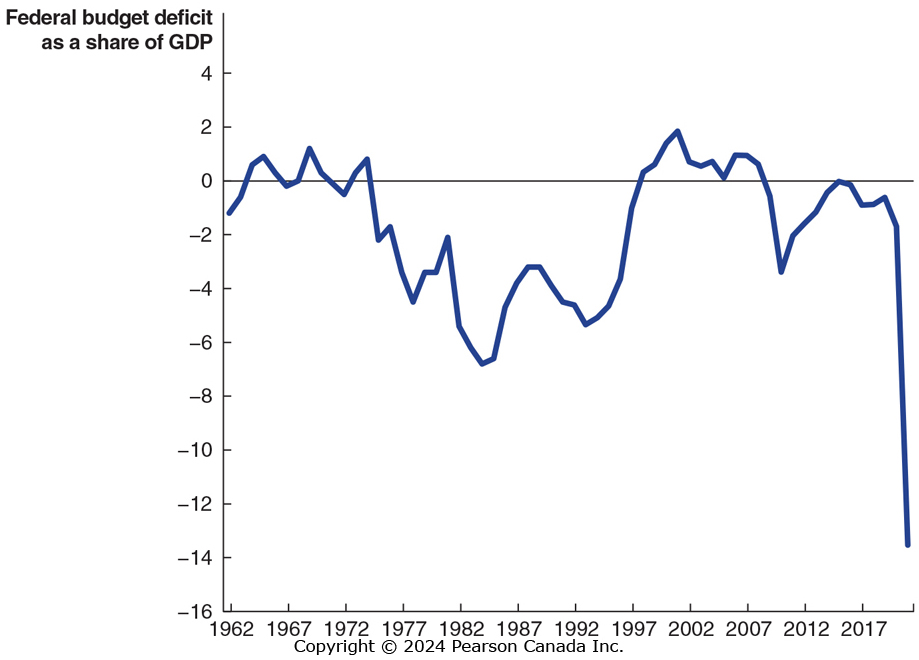 Federal budget deficit
as a share of GDP
4
2
0
−2
−4
−6
−8
−10
−12
−14
−16
1962 1967 1972 1977 1982 1987 1992 1997 2002 2007 2012 2017
Copyright © 2024 Pearson Canada Inc.